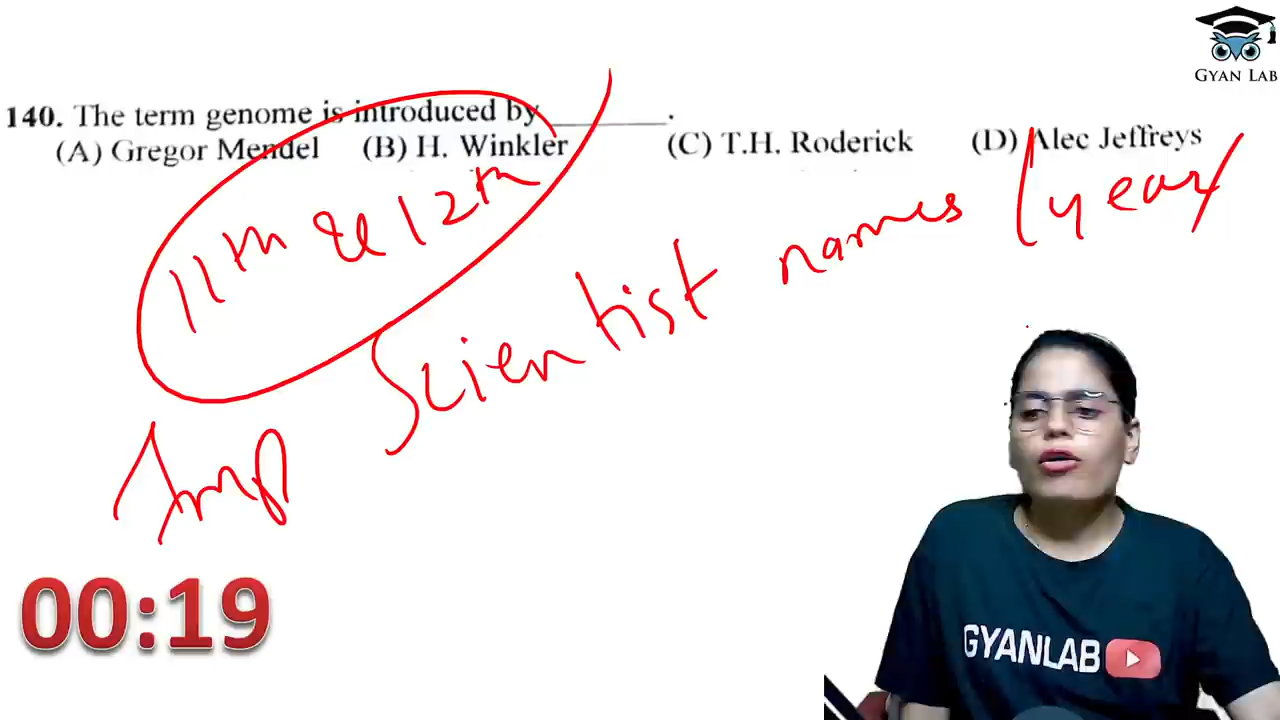 GYAN LAB
140. The term genome is introduced by ________.
(A) Gregor Mendel (B) H. Winkler (C) T.H. Roderick (D) Alec Jeffreys
11th & 12th
Imp Scientist names / year
00:19
GYANLAB